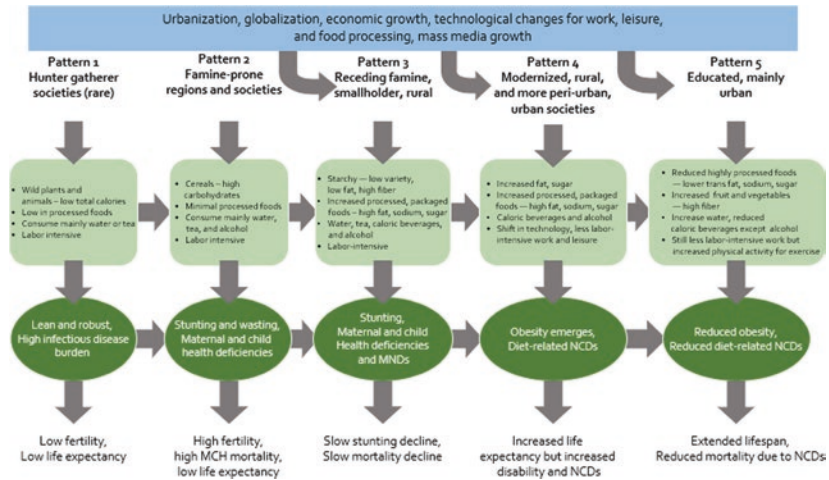 Urbanization, globalization, economic growth, technological changes for work, leisure,
and food processing, mass media growth
Pattern 1
Hunter gatherer
societies (rare)
Pattern 2
Famine-prone
regions and societies
Pattern 3
Receding famine,
smallholder, rural
Pattern 4
Modernized, rural,
and more peri-urban,
urban societies
Pattern 5
Educated, mainly
urban
• Wild plants and
animals – low total calories
• Low in processed foods
• Consume mainly water or tea
• Labor intensive
• Cereals – high
carbohydrates
• Minimal processed foods
• Consume mainly water,
tea, and alcohol
• Labor intensive
• Starchy — low variety,
low fat, high fiber
• Increased processed, packaged
foods – high fat, sodium, sugar
• Water, tea, caloric beverages,
and alcohol
• Labor-intensive
• Increased fat, sugar
• Increased processed, packaged
foods — high fat, sodium, sugar
• Caloric beverages and alcohol
• Shift in technology, less labor-
intensive work and leisure
• Reduced highly processed foods
– lower trans fat, sodium, sugar
• Increased fruit and vegetables
— high fiber
• Increase water, reduced
caloric beverages except alcohol
• Still less labor-intensive work but
increased physical activity for exercise
Lean and robust,
High infectious disease
burden
Stunting and wasting,
Maternal and child
health deficiencies
Stunting,
Maternal and child
Health deficiencies
and MNDs
Obesity emerges,
Diet-related NCDs
Reduced obesity,
Reduced diet-related NCDs
Low fertility,
Low life expectancy
High fertility,
high MCH mortality,
low life expectancy
Slow stunting decline,
Slow mortality decline
Increased life
expectancy but increased
disability and NCDs
Extended lifespan,
Reduced mortality due to NCDs